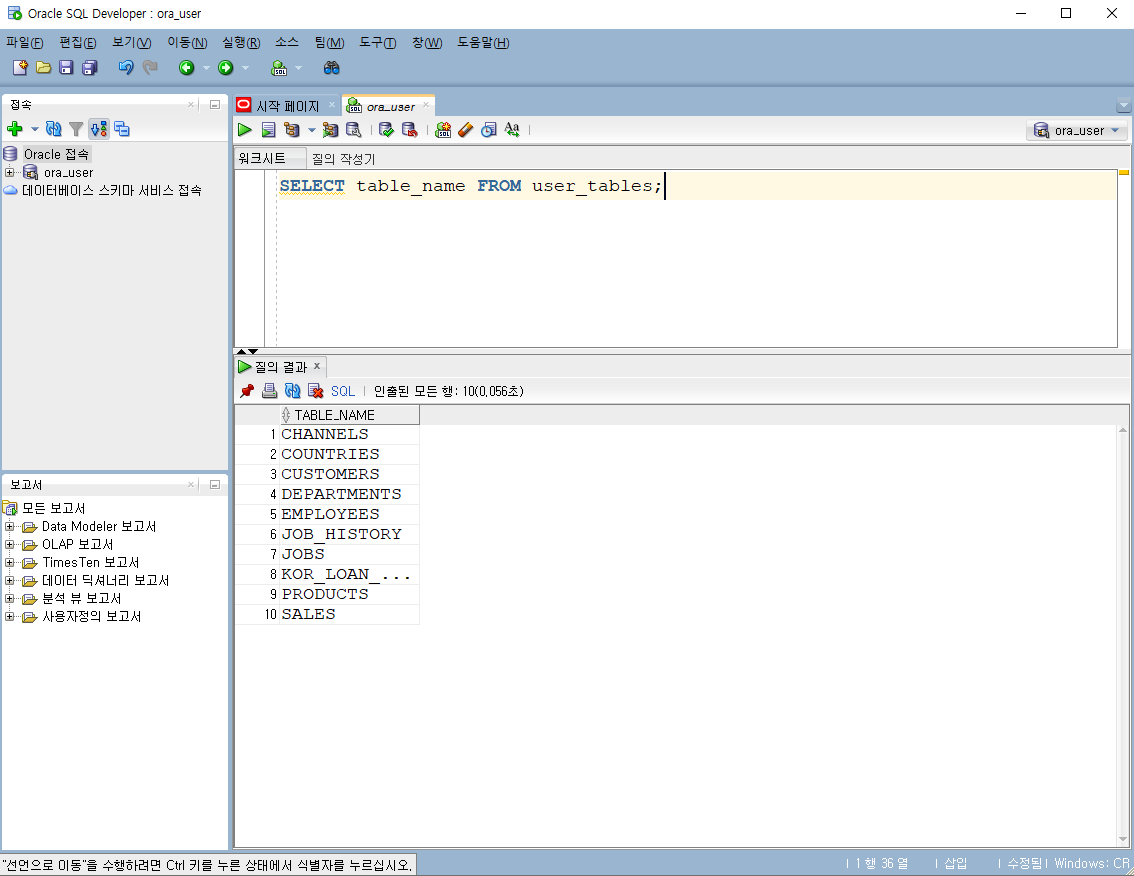 Oracle SQL Developer : ora_user
파일(F) 편집(E) 보기(V) 이동(N) 실행(R) 소스 팀(M) 도구(T) 창(W) 도움말(H)
접속
Oracle 접속
ora_user
데이터베이스 스키마 서비스 접속
보고서
모든 보고서
Data Modeler 보고서
OLAP 보고서
TimesTen 보고서
데이터 딕셔너리 보고서
분석 뷰 보고서
사용자정의 보고서
시작 페이지 ora_user
ora_user
워크시트 질의 작성기
SELECT table_name FROM user_tables;
질의 결과
SQL 인출된 모든 행: 10(0,056초)
TABLE_NAME
1 CHANNELS
2 COUNTRIES
3 CUSTOMERS
4 DEPARTMENTS
5 EMPLOYEES
6 JOB_HISTORY
7 JOBS
8 KOR_LOAN_...
9 PRODUCTS
10 SALES
"선언으로 이동"을 수행하려면 Ctrl 키를 누른 상태에서 식별자를 누르십시오.
1 행 36 열 삽입 수정됨 Windows: CR